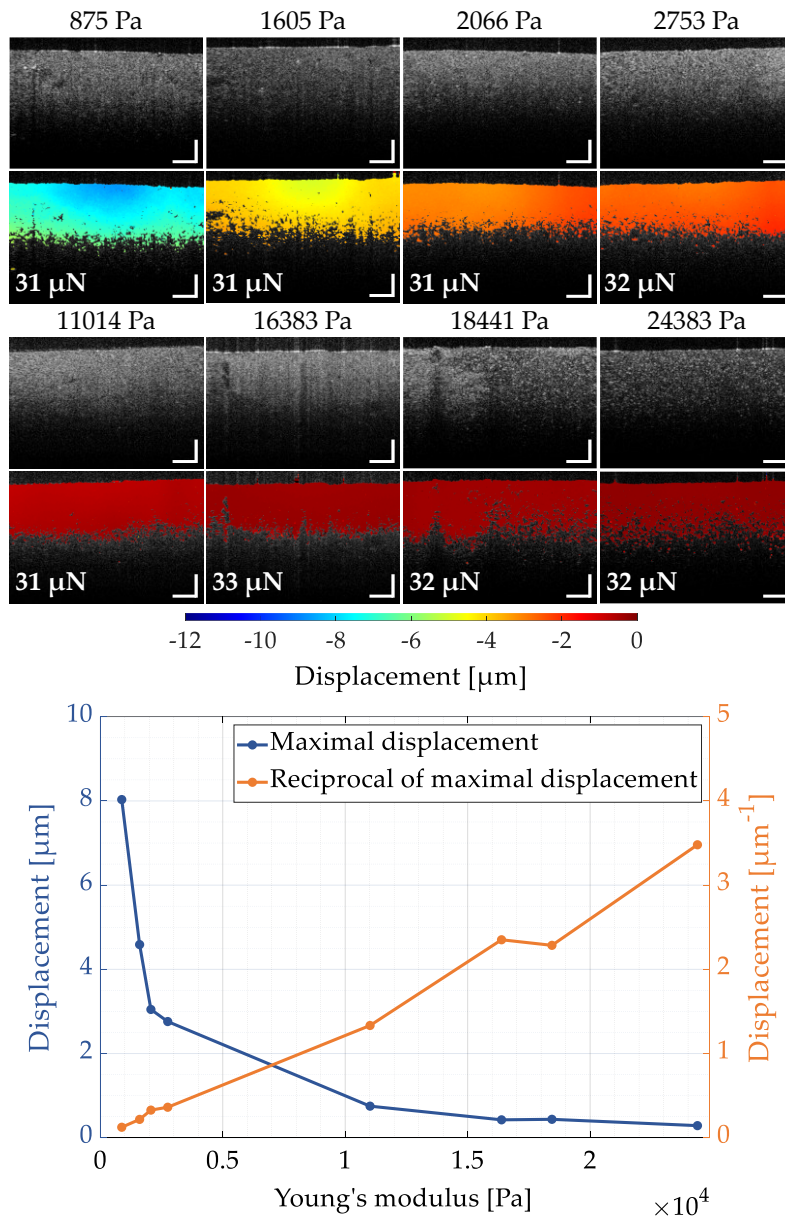 875 Pa 1605 Pa 2066 Pa 2753 Pa
31 μN 31 μN 31 μN 32 μN
11014 Pa 16383 Pa 18441 Pa 24383 Pa
31 μN 33 μN 32 μN 32 μN
-12 -10 -8 -6 -4 -2 0
Displacement [μm]
10 5
Maximal displacement
Reciprocal of maximal displacement
8 4
6 3
4 2
2 1
0 0
Displacement [μm]
Displacement [μm⁻¹]
0 0.5 1 1.5 2
Young's modulus [Pa]
×10⁴